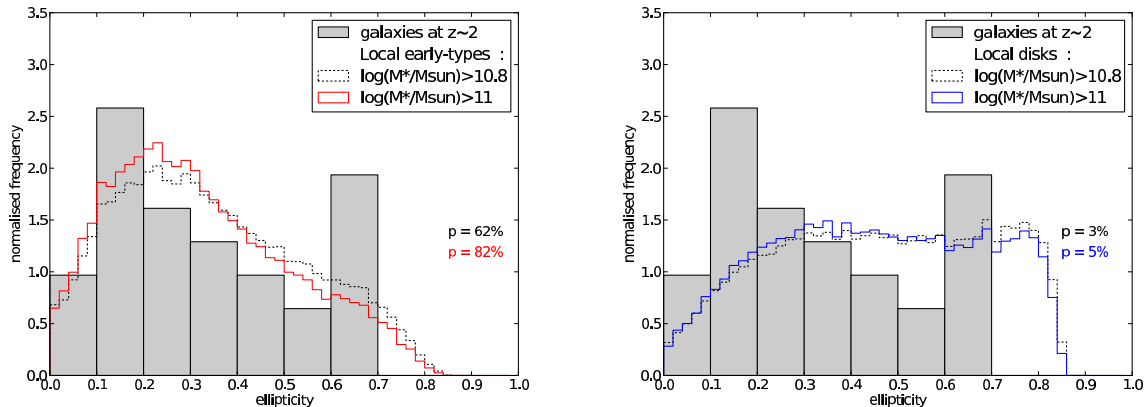 3.5
3.0
2.5
2.0
1.5
1.0
0.5
0.0
normalised frequency
galaxies at z~2
Local early-types :
log(M*/Msun)>10.8
log(M*/Msun)>11
p = 62%
p = 82%
0.0 0.1 0.2 0.3 0.4 0.5 0.6 0.7 0.8 0.9 1.0
ellipticity
3.5
3.0
2.5
2.0
1.5
1.0
0.5
0.0
normalised frequency
galaxies at z~2
Local disks :
log(M*/Msun)>10.8
log(M*/Msun)>11
p = 3%
p = 5%
0.0 0.1 0.2 0.3 0.4 0.5 0.6 0.7 0.8 0.9 1.0
ellipticity